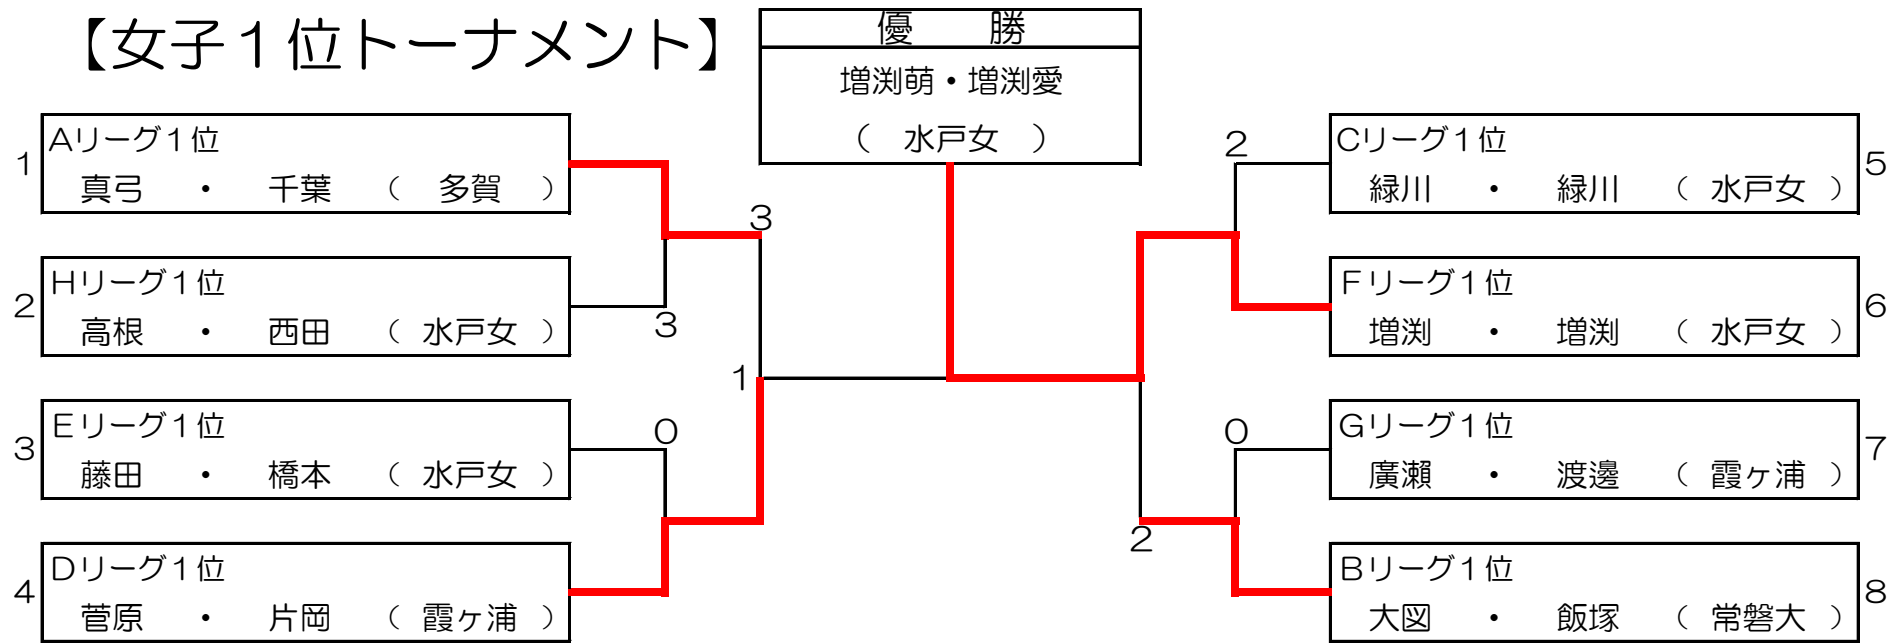 【女子１位トーナメント】
優　勝
増渕萌・増渕愛
（　水戸女　）
1
Aリーグ１位
真弓　・　千葉　（　多賀　）
2
Hリーグ１位
高根　・　西田　（　水戸女　）
3
Eリーグ１位
藤田　・　橋本　（　水戸女　）
4
Dリーグ１位
菅原　・　片岡　（　霞ヶ浦　）
3
3
1
0
2
0
2
Cリーグ１位
緑川　・　緑川　（　水戸女　）
5
Fリーグ１位
増渕　・　増渕　（　水戸女　）
6
Gリーグ１位
廣瀬　・　渡邊　（　霞ヶ浦　）
7
Bリーグ１位
大図　・　飯塚　（　常磐大　）
8